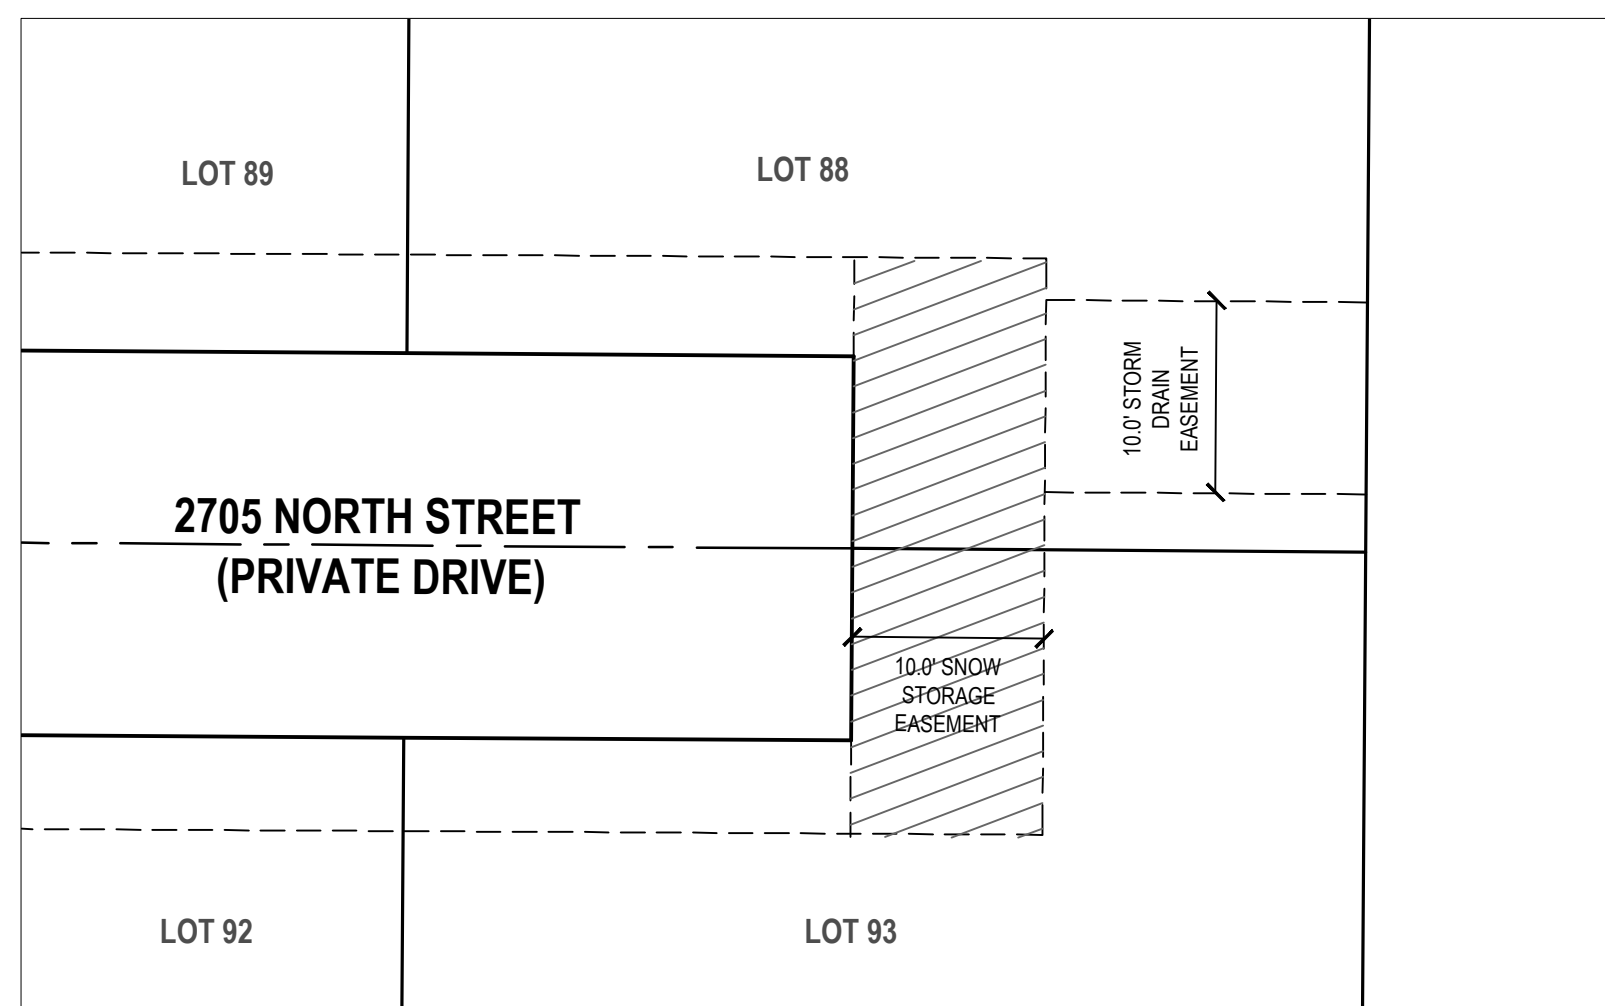 LOT 89
LOT 88
10.0' STORM
DRAIN
EASEMENT
2705 NORTH STREET
(PRIVATE DRIVE)
10.0' SNOW
STORAGE
EASEMENT
LOT 92
LOT 93